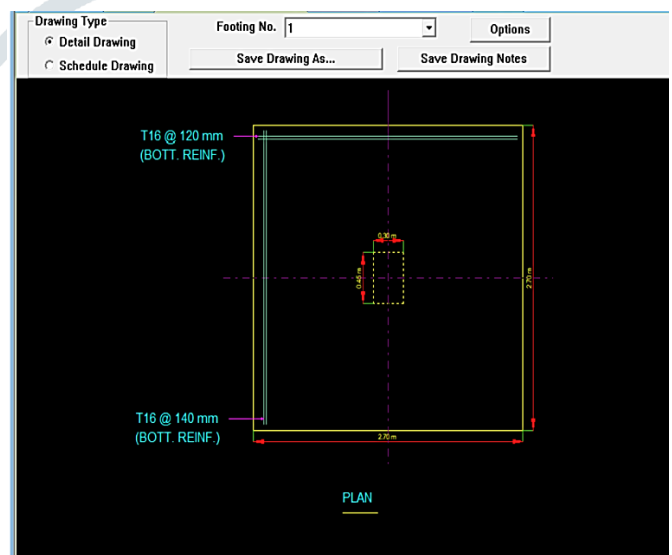 Drawing Type
Detail Drawing
Schedule Drawing
Footing No. 1
Options
Save Drawing As...
Save Drawing Notes
T16 @ 120 mm
(BOTT. REINF.)
0.30 m
0.45 m
2.70 m
T16 @ 140 mm
(BOTT. REINF.)
2.70 m
PLAN